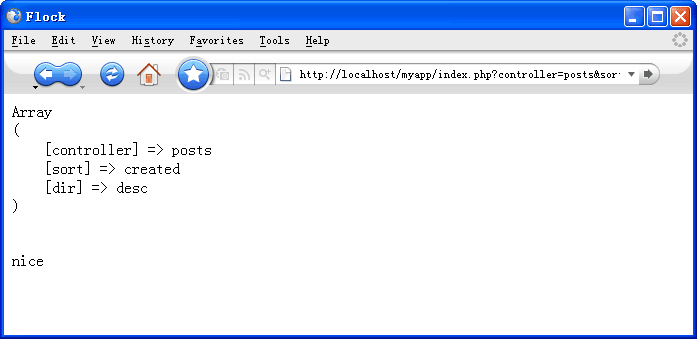 Flock
File Edit View History Favorites Tools Help
http://localhost/myapp/index.php?controller=posts&sor
Array
(
[controller] => posts
[sort] => created
[dir] => desc
)
nice